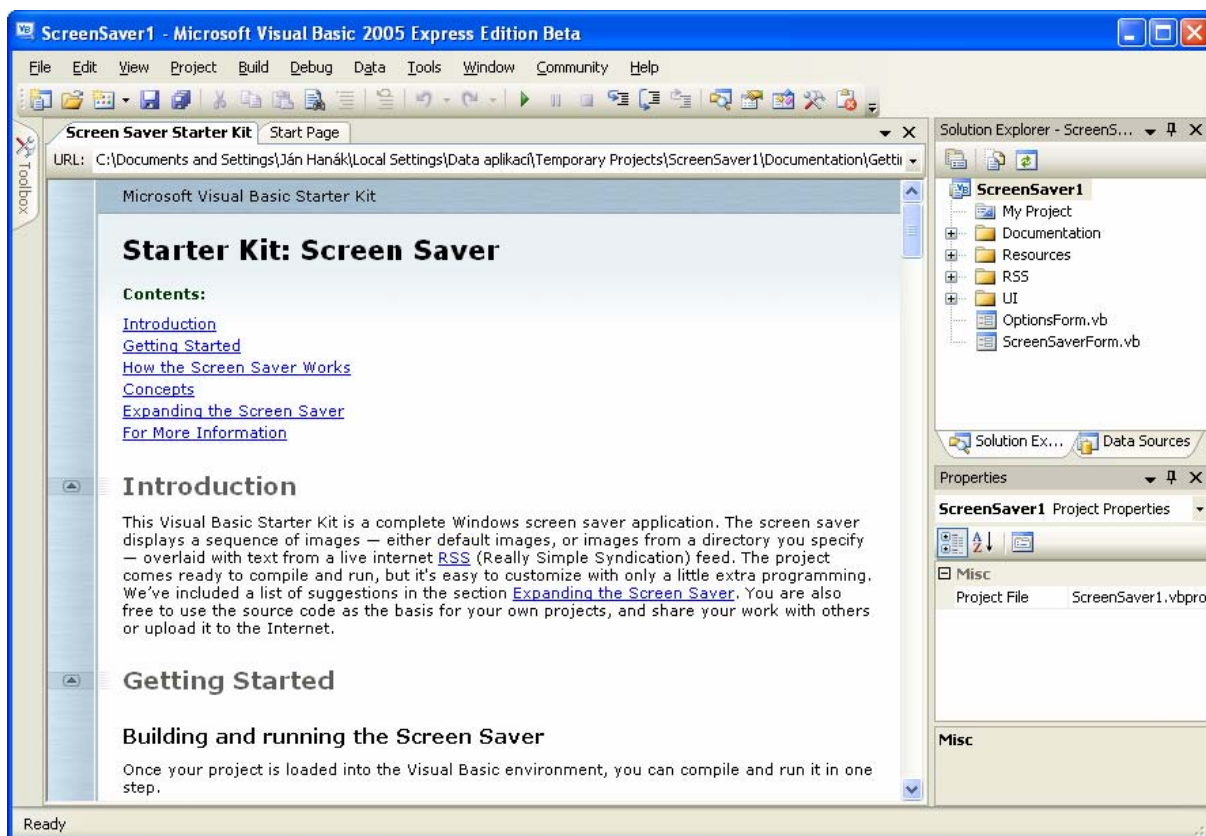 ScreenSaver1 - Microsoft Visual Basic 2005 Express Edition Beta
File Edit View Project Build Debug Data Tools Window Community Help
Toolbox
Screen Saver Starter Kit Start Page
URL: C:\Documents and Settings\Ján Hanák\Local Settings\Data aplikací\Temporary Projects\ScreenSaver1\Documentation\Getti
Microsoft Visual Basic Starter Kit
Starter Kit: Screen Saver
Contents:
Introduction
Getting Started
How the Screen Saver Works
Concepts
Expanding the Screen Saver
For More Information
Introduction
This Visual Basic Starter Kit is a complete Windows screen saver application. The screen saver
displays a sequence of images — either default images, or images from a directory you specify
— overlaid with text from a live internet RSS (Really Simple Syndication) feed. The project
comes ready to compile and run, but it's easy to customize with only a little extra programming.
We've included a list of suggestions in the section Expanding the Screen Saver. You are also
free to use the source code as the basis for your own projects, and share your work with others
or upload it to the Internet.
Getting Started
Building and running the Screen Saver
Once your project is loaded into the Visual Basic environment, you can compile and run it in one
step.
Solution Explorer - ScreenS...
ScreenSaver1
My Project
Documentation
Resources
RSS
UI
OptionsForm.vb
ScreenSaverForm.vb
Solution Ex... Data Sources
Properties
ScreenSaver1 Project Properties
Misc
Project File ScreenSaver1.vbpro
Misc
Ready